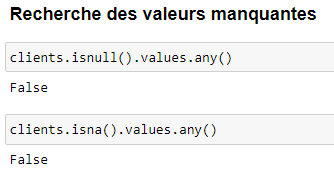 Recherche des valeurs manquantes
clients.isnull().values.any()
False
clients.isna().values.any()
False